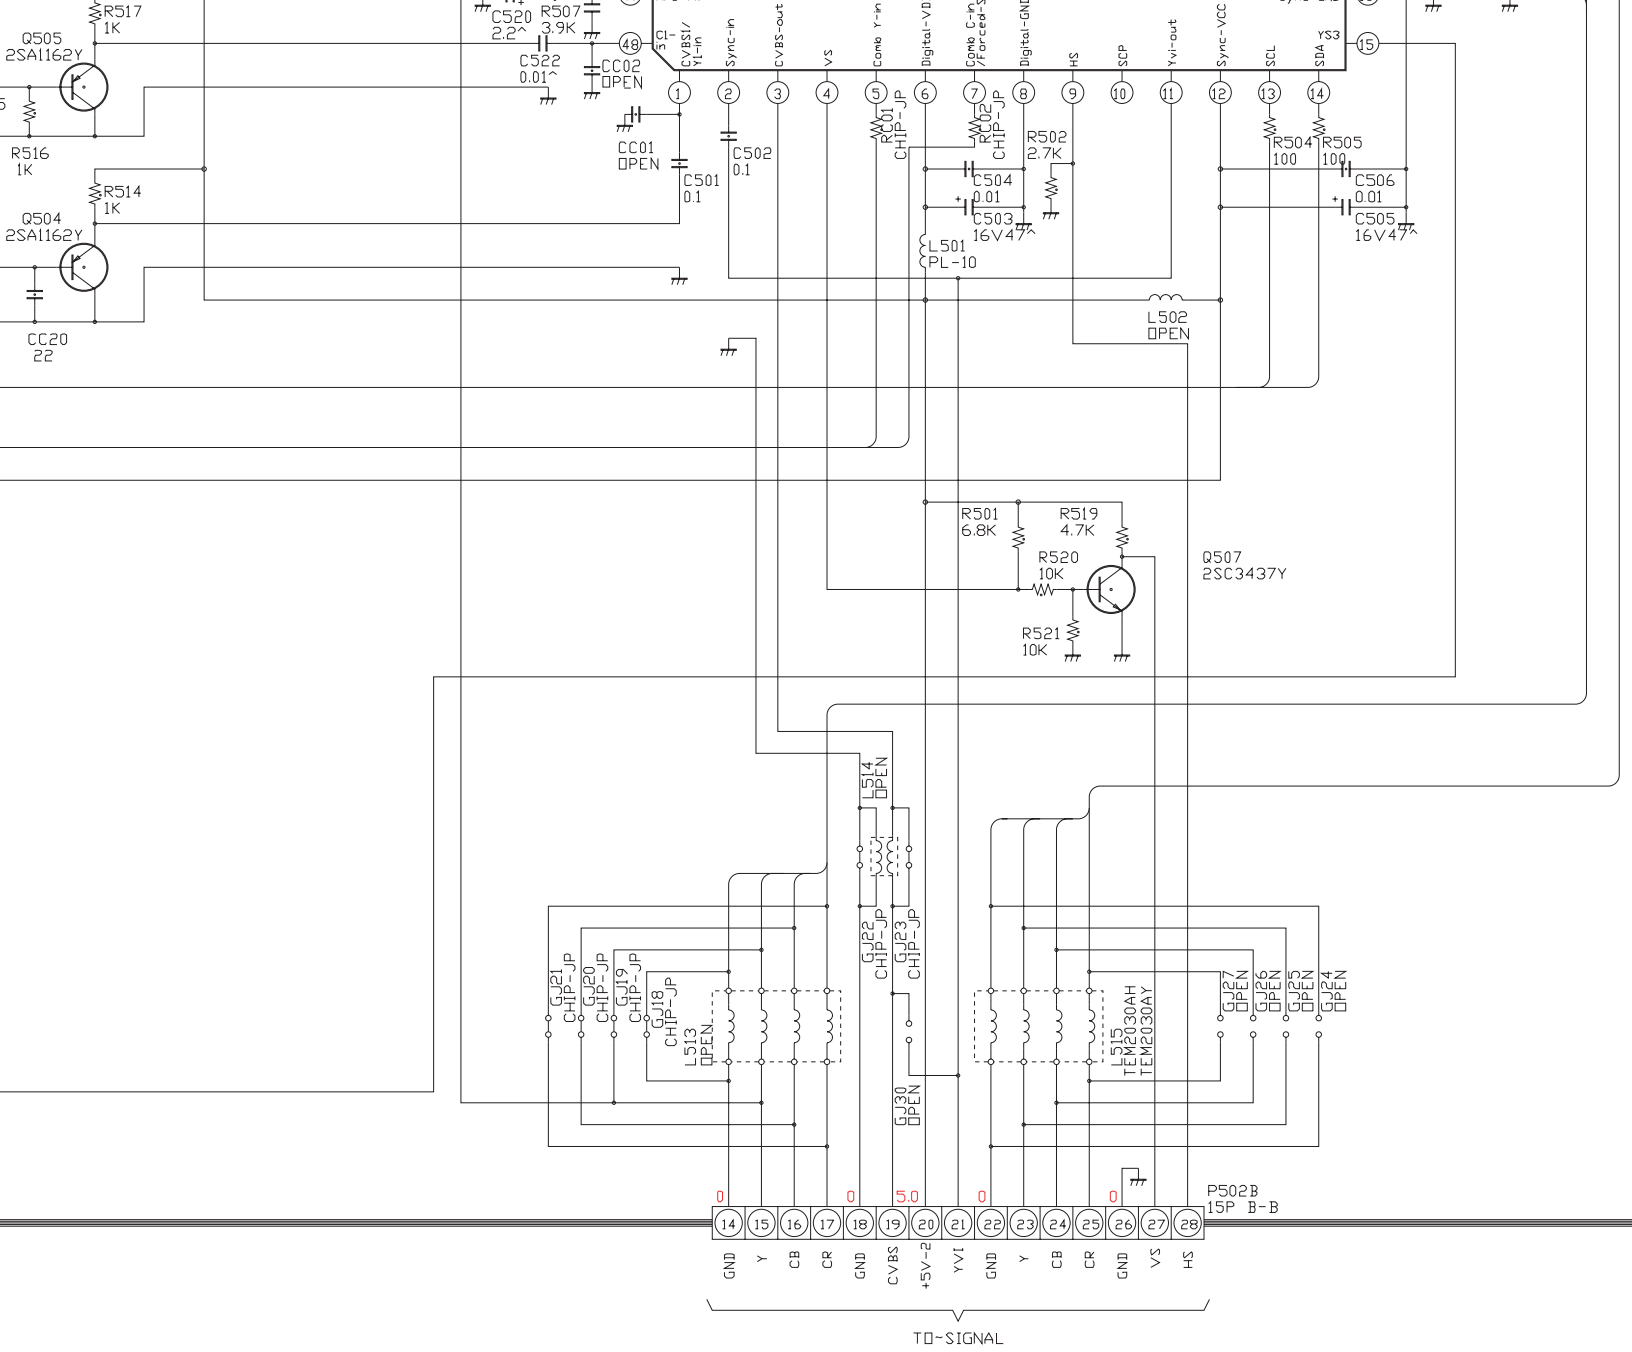 R517
1K
Q505
2SA1162Y
R516
1K
R514
1K
Q504
2SA1162Y
CC20
22
C520
2.2^
R507
3.9K
C522
0.01^
CC02
OPEN
48
C1-
in
CVBS1/
Y1-in
Sync-in
CVBS-out
VS
Comb Y-in
Digital-VD
Comb C-in
/Forced-S
Digital-GND
HS
SCP
Yvi-out
Sync-VCC
SCL
SDA
YS3
15
1
2
3
4
5
6
7
8
9
10
11
12
13
14
CC01
OPEN
C501
0.1
C502
0.1
RC01
CHIP-JP
RC02
CHIP-JP
R502
2.7K
C504
0.01
C503
16V47^
L501
PL-10
R504
100
R505
100
C506
0.01
C505
16V47^
L502
OPEN
R501
6.8K
R519
4.7K
R520
10K
R521
10K
Q507
2SC3437Y
L514
OPEN
GJ22
CHIP-JP
GJ23
CHIP-JP
GJ21
CHIP-JP
GJ20
CHIP-JP
GJ19
CHIP-JP
GJ18
CHIP-JP
L513
OPEN
GJ30
OPEN
L515
TEM2030AH
TEM2030AY
GJ27
OPEN
GJ26
OPEN
GJ25
OPEN
GJ24
OPEN
0 0 5.0 0 0
P502B
15P B-B
14 15 16 17 18 19 20 21 22 23 24 25 26 27 28
GND
Y
CB
CR
GND
CVBS
+5V-2
YVI
GND
Y
CB
CR
GND
VS
HS
TO~SIGNAL